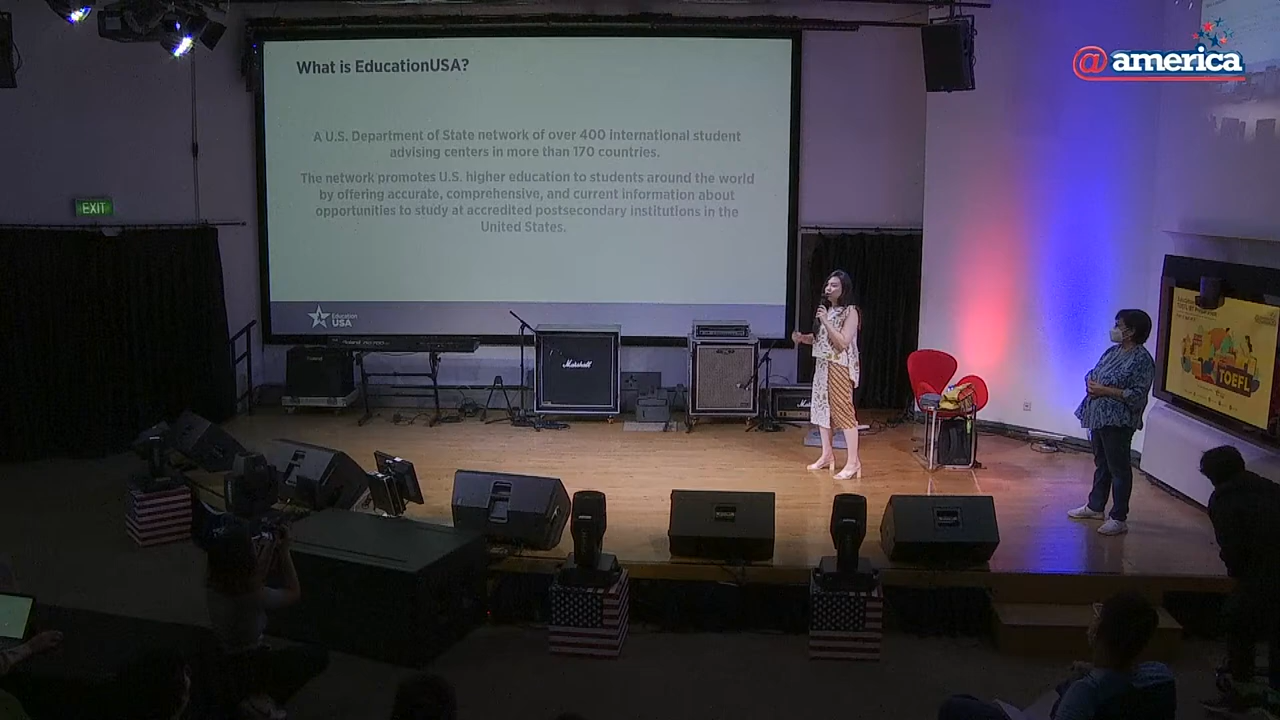 What is EducationUSA?
@america
A U.S. Department of State network of over 400 international student
advising centers in more than 170 countries.
The network promotes U.S. higher education to students around the world
by offering accurate, comprehensive, and current information about
opportunities to study at accredited postsecondary institutions in the
United States.
EXIT
Education
USA
Marshall
TOEFL